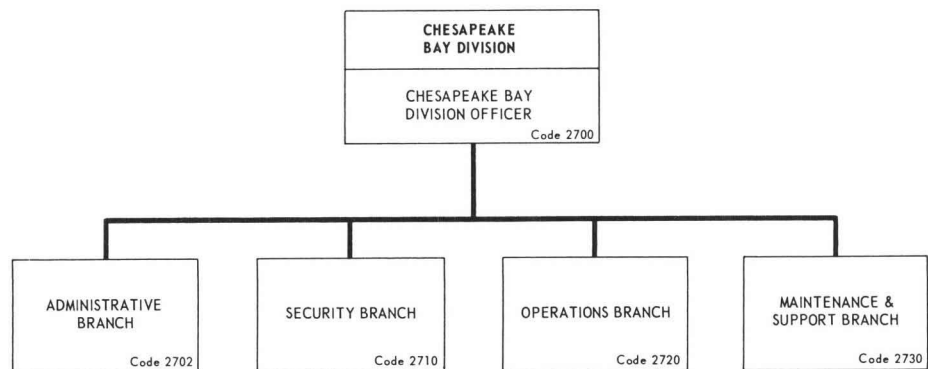 CHESAPEAKE
BAY DIVISION
CHESAPEAKE BAY
DIVISION OFFICER
Code 2700
ADMINISTRATIVE
BRANCH
Code 2702
SECURITY BRANCH
Code 2710
OPERATIONS BRANCH
Code 2720
MAINTENANCE &
SUPPORT BRANCH
Code 2730